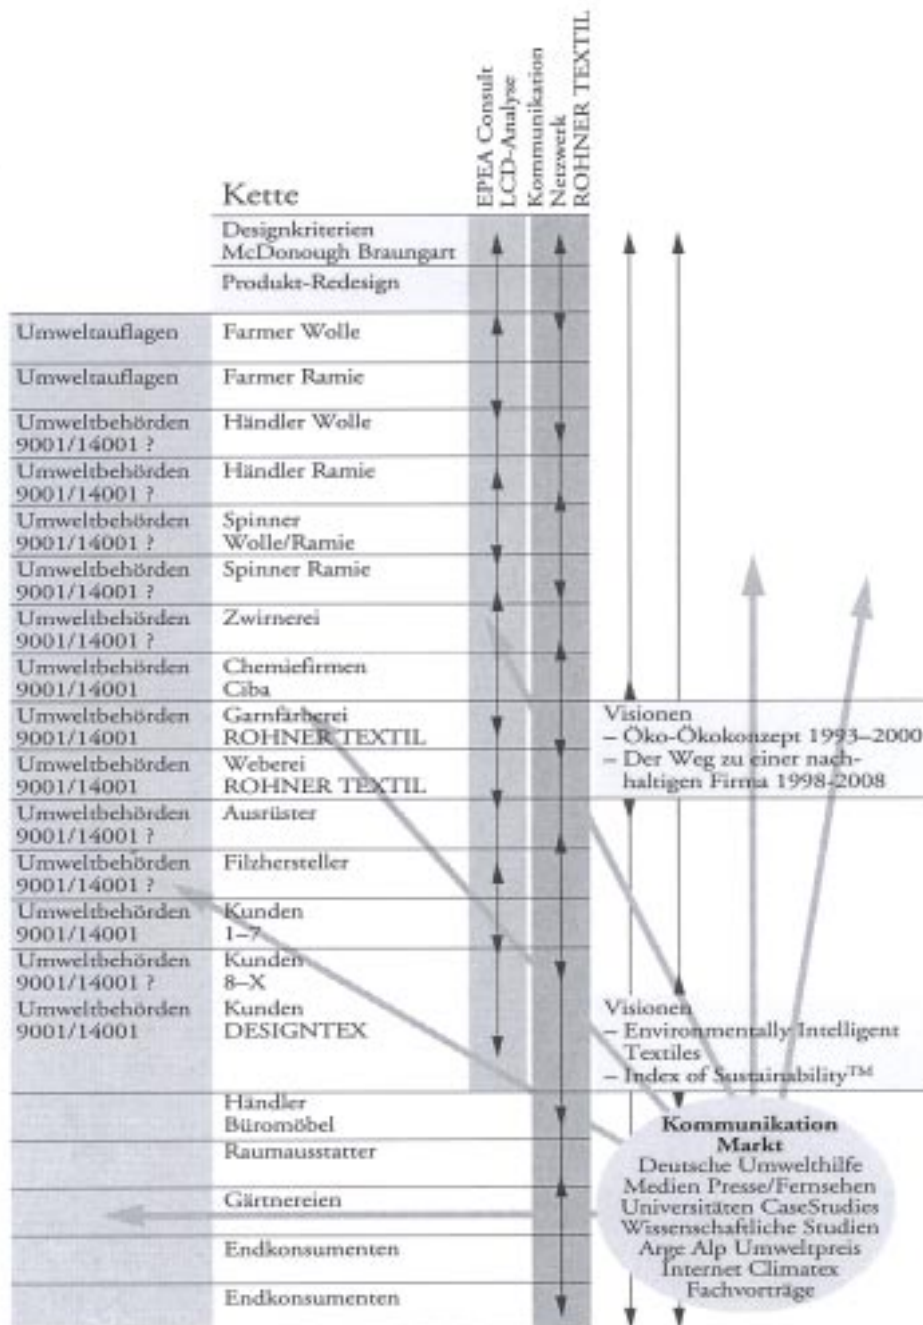 EPEA Consult
LCD-Analyse
Kommunikation
Netzwerk
ROHNER TEXTIL
Kette
Designkriterien
McDonough Braungart
Produkt-Redesign
Umweltauflagen
Farmer Wolle
Umweltauflagen
Farmer Ramie
Umweltbehörden
9001/14001 ?
Händler Wolle
Umweltbehörden
9001/14001 ?
Händler Ramie
Umweltbehörden
9001/14001 ?
Spinner
Wolle/Ramie
Umweltbehörden
9001/14001 ?
Spinner Ramie
Umweltbehörden
9001/14001 ?
Zwirnerei
Umweltbehörden
9001/14001
Chemiefirmen
Ciba
Umweltbehörden
9001/14001
Garnfärberei
ROHNER TEXTIL
Visionen
– Öko-Ökokonzept 1993–2000
– Der Weg zu einer nach-
haltigen Firma 1998-2008
Umweltbehörden
9001/14001
Weberei
ROHNER TEXTIL
Umweltbehörden
9001/14001 ?
Ausrüster
Umweltbehörden
9001/14001 ?
Filzhersteller
Umweltbehörden
9001/14001
Kunden
1–7
Umweltbehörden
9001/14001 ?
Kunden
8–X
Umweltbehörden
9001/14001
Kunden
DESIGNTEX
Visionen
– Environmentally Intelligent
Textiles
– Index of Sustainability™
Händler
Büromöbel
Raumausstatter
Gärtnereien
Endkonsumenten
Endkonsumenten
Kommunikation
Markt
Deutsche Umwelthilfe
Medien Presse/Fernsehen
Universitäten CaseStudies
Wissenschaftliche Studien
Arge Alp Umweltpreis
Internet Climatex
Fachvorträge